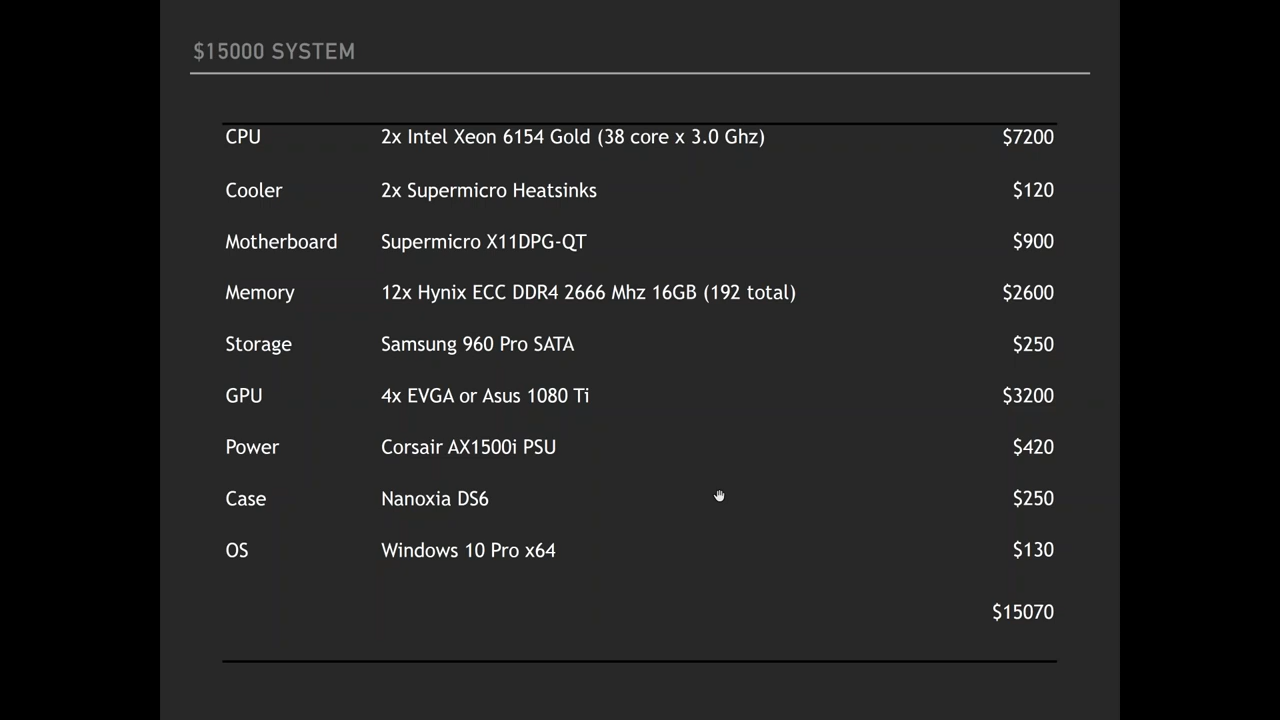 $15000 SYSTEM
CPU 2x Intel Xeon 6154 Gold (38 core x 3.0 Ghz) $7200
Cooler 2x Supermicro Heatsinks $120
Motherboard Supermicro X11DPG-QT $900
Memory 12x Hynix ECC DDR4 2666 Mhz 16GB (192 total) $2600
Storage Samsung 960 Pro SATA $250
GPU 4x EVGA or Asus 1080 Ti $3200
Power Corsair AX1500i PSU $420
Case Nanoxia DS6 $250
OS Windows 10 Pro x64 $130
$15070